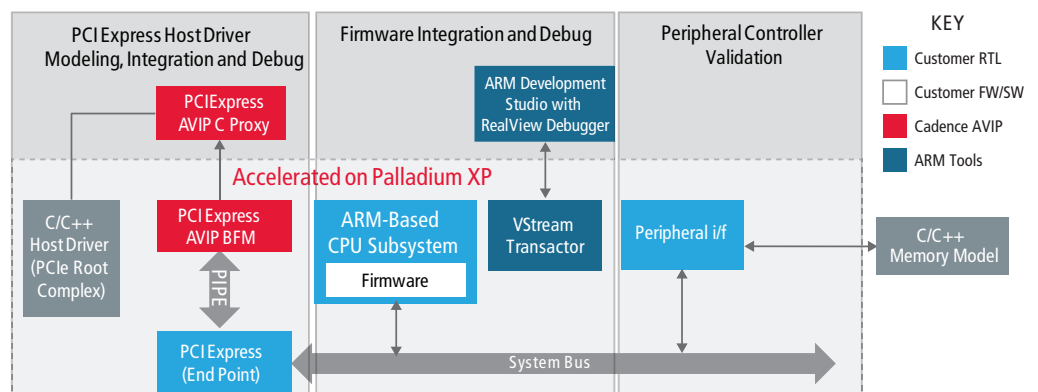 PCI Express Host Driver
Modeling, Integration and Debug
Firmware Integration and Debug
Peripheral Controller
Validation
KEY
Customer RTL
Customer FW/SW
Cadence AVIP
ARM Tools
PCIExpress
AVIP C Proxy
ARM Development
Studio with
RealView Debugger
Accelerated on Palladium XP
C/C++
Host Driver
(PCIe Root
Complex)
PCI Express
AVIP BFM
ARM-Based
CPU Subsystem
Firmware
VStream
Transactor
Peripheral i/f
C/C++
Memory Model
PIPE
PCI Express
(End Point)
System Bus